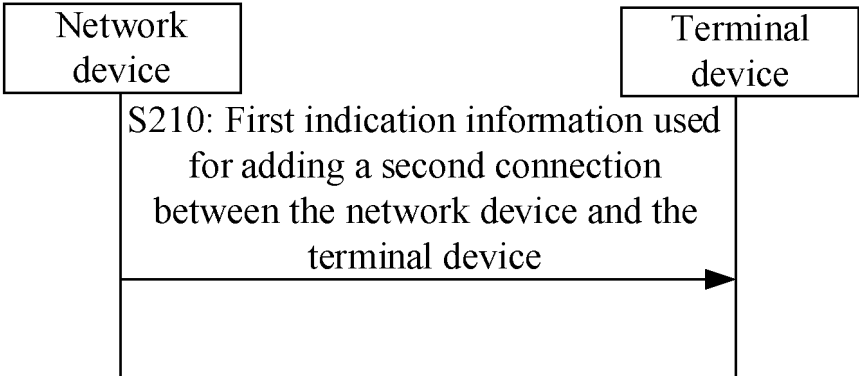 Network
device
Terminal
device
S210: First indication information used
for adding a second connection
between the network device and the
terminal device